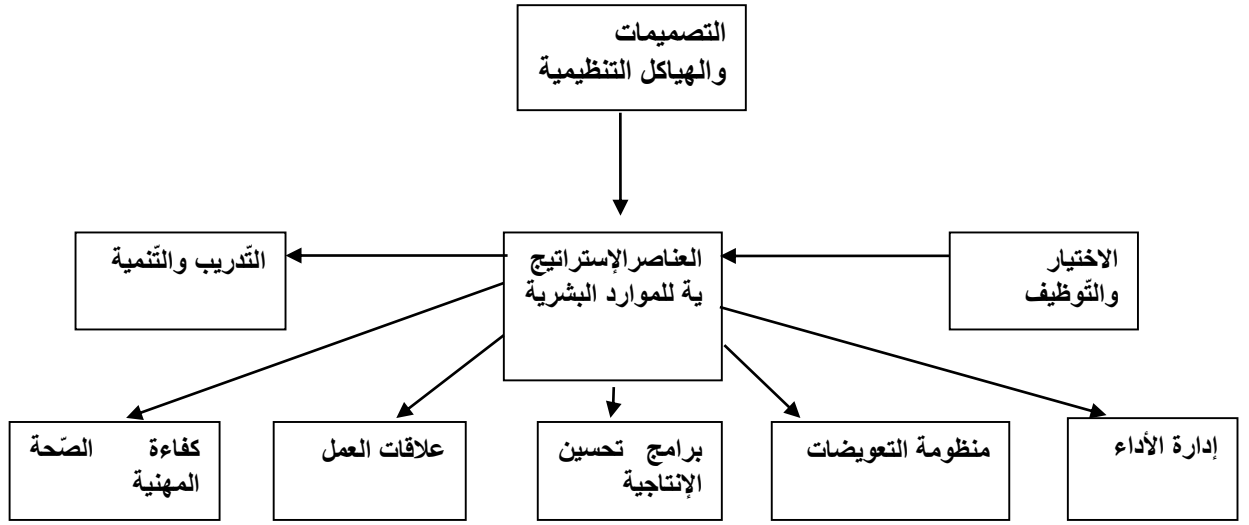 التصميمات
والهياكل التنظيمية
الاختيار
والتّوظيف
العناصرالإستراتيج
ية للموارد البشرية
التّدريب والتّنمية
إدارة الأداء
منظومة التعويضات
برامج تحسين
الإنتاجية
علاقات العمل
كفاءة الصّحة
المهنية